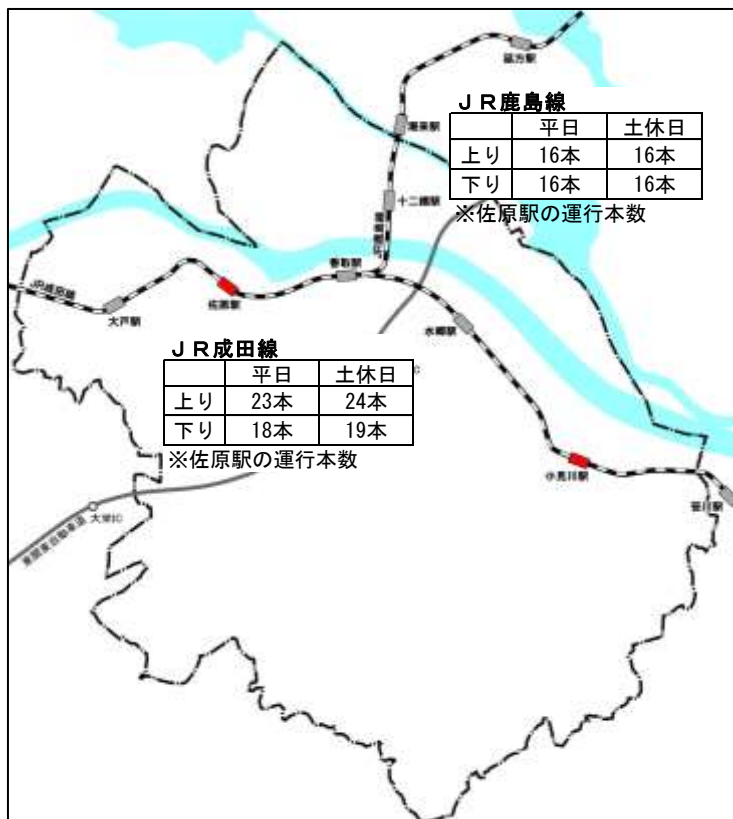 延方駅
JR鹿島線
平日 土休日
上り 16本 16本
下り 16本 16本
※佐原駅の運行本数
潮来駅
十二橋駅
JR鹿島線
香取駅
JR成田線
佐原駅
大戸駅
水郷駅
JR成田線
平日 土休日
上り 23本 24本
下り 18本 19本
※佐原駅の運行本数
C
小見川駅
笹川駅
大栄IC
東関東自動車道